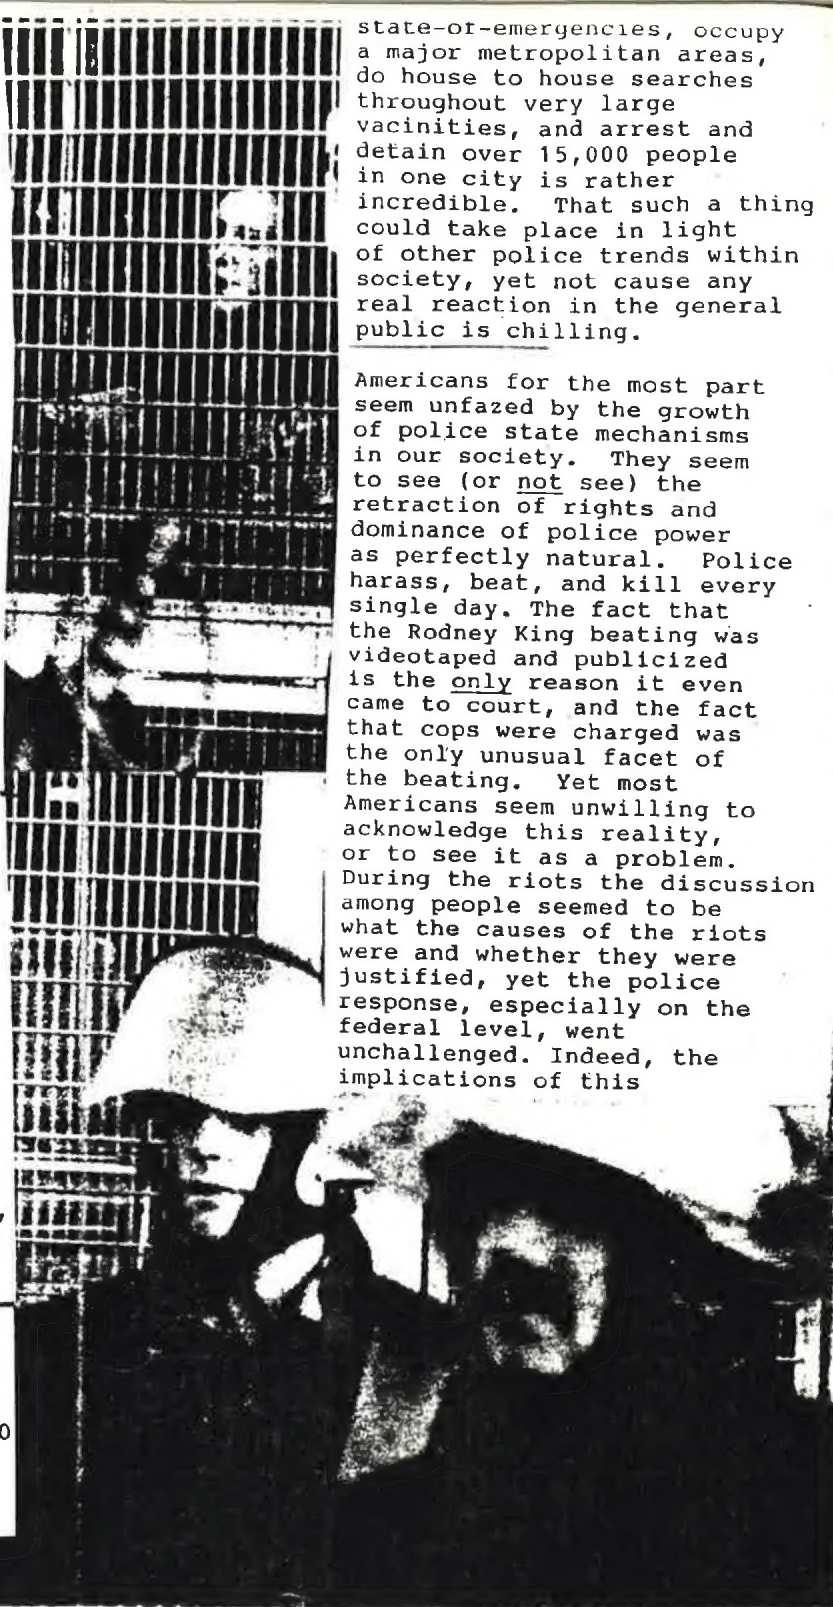 state-of-emergencies, occupy
a major metropolitan areas,
do house to house searches
throughout very large
vacinities, and arrest and
detain over 15,000 people
in one city is rather
incredible. That such a thing
could take place in light
of other police trends within
society, yet not cause any
real reaction in the general
public is chilling.
Americans for the most part
seem unfazed by the growth
of police state mechanisms
in our society. They seem
to see (or not see) the
retraction of rights and
dominance of police power
as perfectly natural. Police
harass, beat, and kill every
single day. The fact that
the Rodney King beating was
videotaped and publicized
is the only reason it even
came to court, and the fact
that cops were charged was
the only unusual facet of
the beating. Yet most
Americans seem unwilling to
acknowledge this reality,
or to see it as a problem.
During the riots the discussion
among people seemed to be
what the causes of the riots
were and whether they were
justified, yet the police
response, especially on the
federal level, went
unchallenged. Indeed, the
implications of this